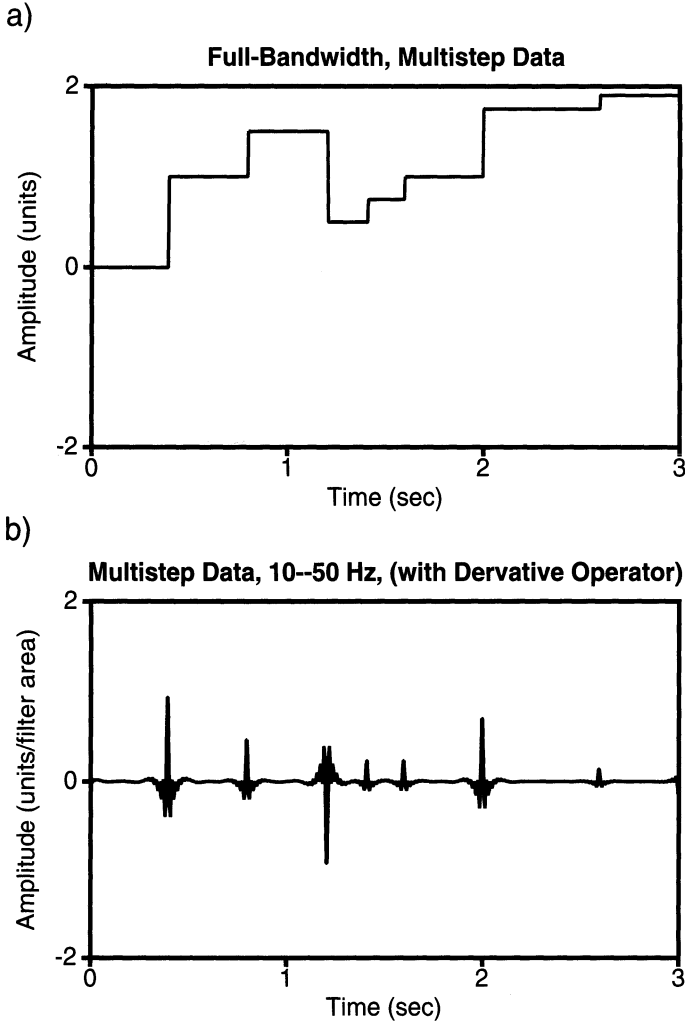 a)
Full-Bandwidth, Multistep Data
2
0
-2
Amplitude (units)
0 1 2 3
Time (sec)
b)
Multistep Data, 10--50 Hz, (with Dervative Operator)
2
0
-2
Amplitude (units/filter area)
0 1 2 3
Time (sec)